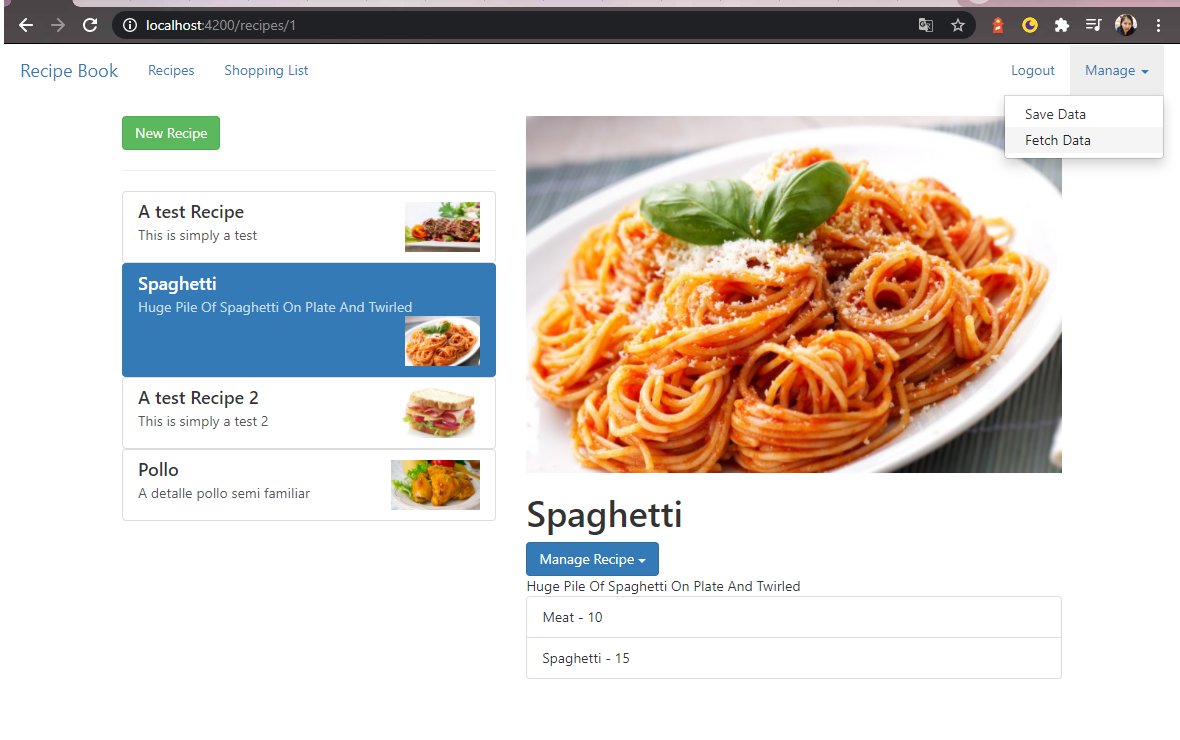 localhost:4200/recipes/1
Recipe Book
Recipes
Shopping List
Logout
Manage
Save Data
Fetch Data
New Recipe
A test Recipe
This is simply a test
Spaghetti
Huge Pile Of Spaghetti On Plate And Twirled
A test Recipe 2
This is simply a test 2
Pollo
A detalle pollo semi familiar
Spaghetti
Manage Recipe
Huge Pile Of Spaghetti On Plate And Twirled
Meat - 10
Spaghetti - 15